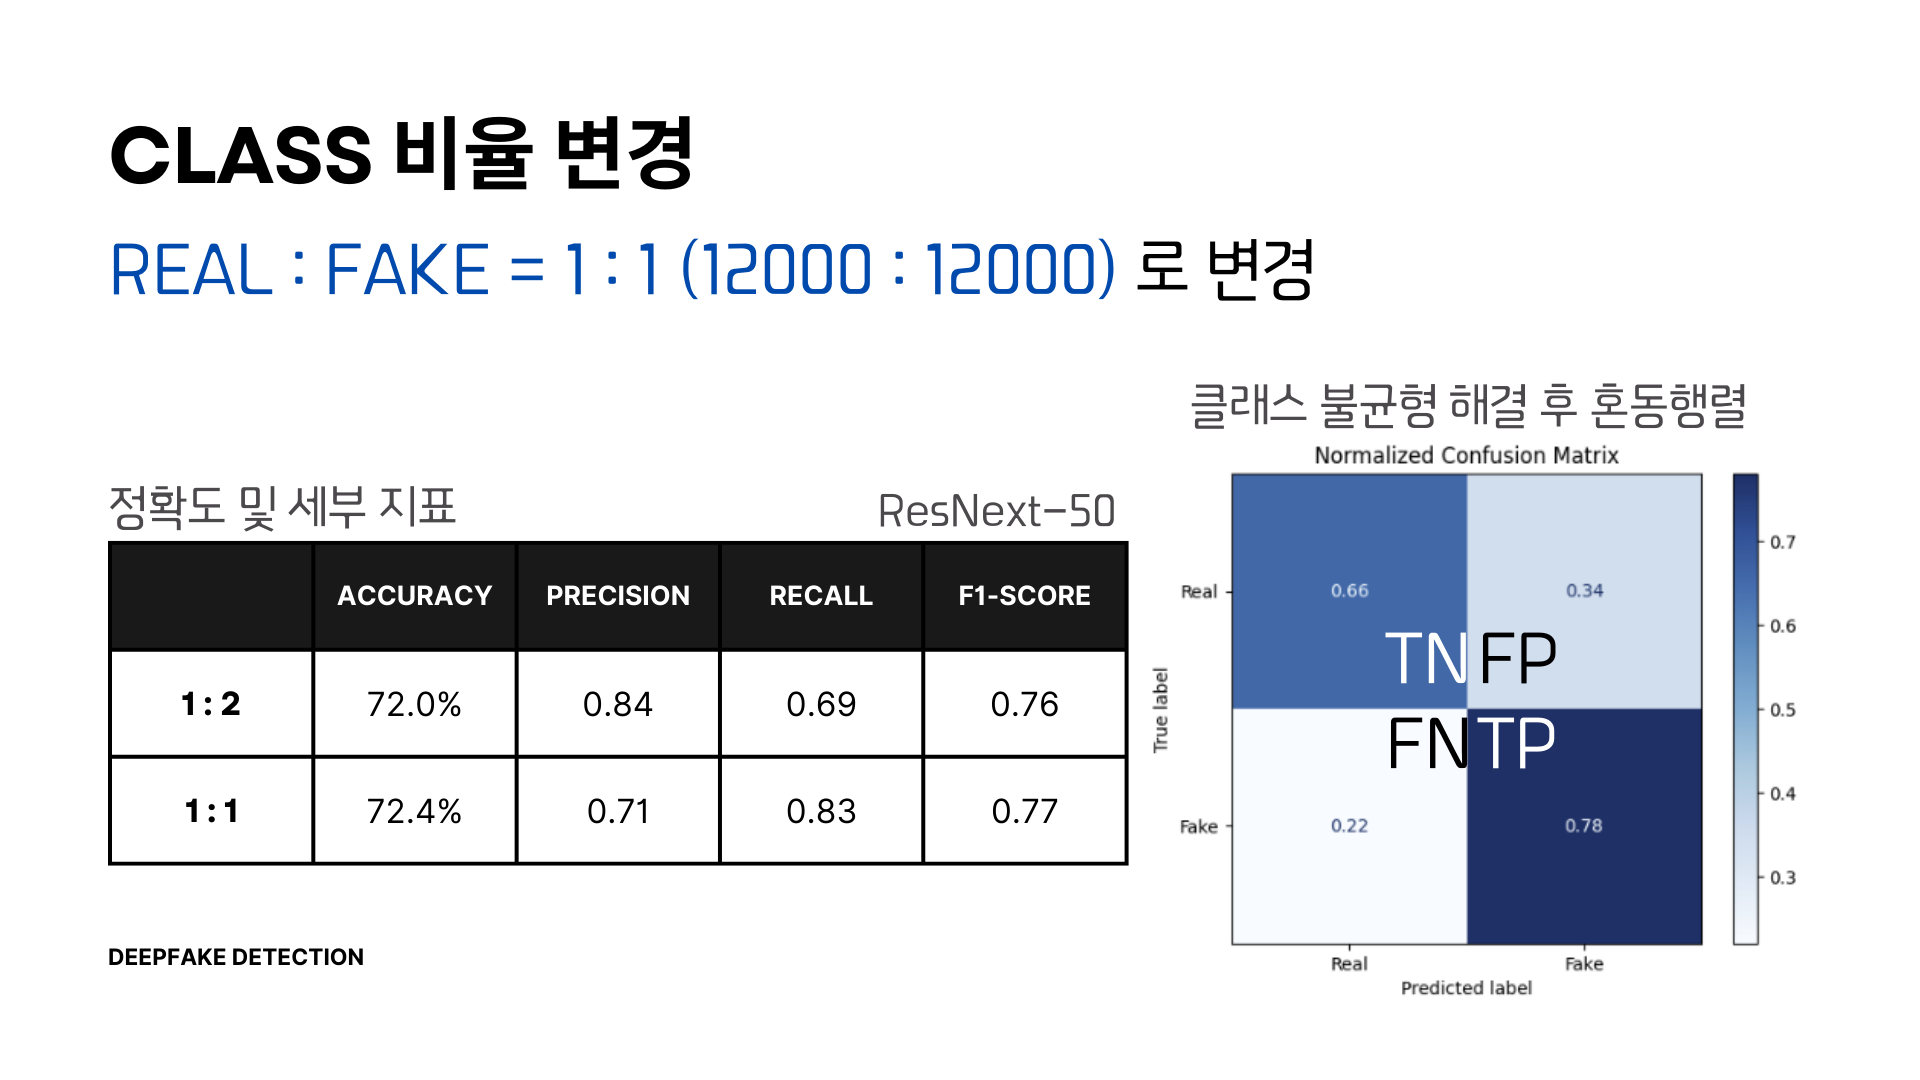 CLASS 비율 변경
REAL : FAKE = 1 : 1 (12000 : 12000) 로 변경
정확도 및 세부 지표
ResNext-50
ACCURACY PRECISION RECALL F1-SCORE
1 : 2 72.0% 0.84 0.69 0.76
1 : 1 72.4% 0.71 0.83 0.77
클래스 불균형 해결 후 혼동행렬
Normalized Confusion Matrix
True label
Real 0.66 0.34
TN FP
FN TP
Fake 0.22 0.78
Real Fake
Predicted label
0.7
0.6
0.5
0.4
0.3
DEEPFAKE DETECTION